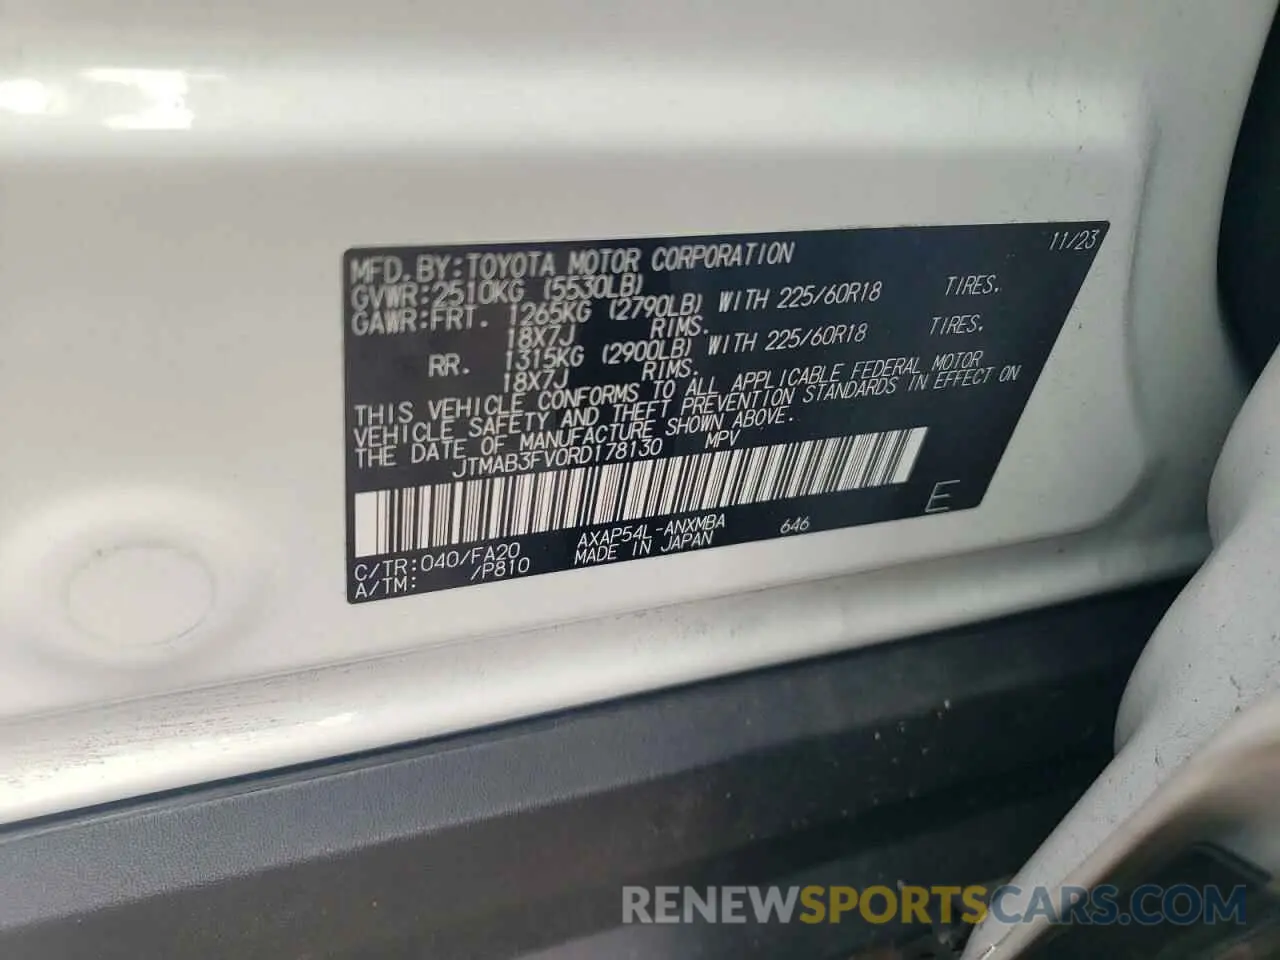 11/23
MFD. BY:TOYOTA MOTOR CORPORATION
GVWR:2510KG (5530LB)
GAWR:FRT. 1265KG (2790LB) WITH 225/60R18 TIRES.
18X7J RIMS.
RR. 1315KG (2900LB) WITH 225/60R18 TIRES.
18X7J RIMS.
THIS VEHICLE CONFORMS TO ALL APPLICABLE FEDERAL MOTOR
VEHICLE SAFETY AND THEFT PREVENTION STANDARDS IN EFFECT ON
THE DATE OF MANUFACTURE SHOWN ABOVE.
JTMAB3FV0RD178130 MPV
E
C/TR:040/FA20 AXAP54L-ANXMBA 646
A/TM: /P810 MADE IN JAPAN
RENEWSPORTSCARS.COM